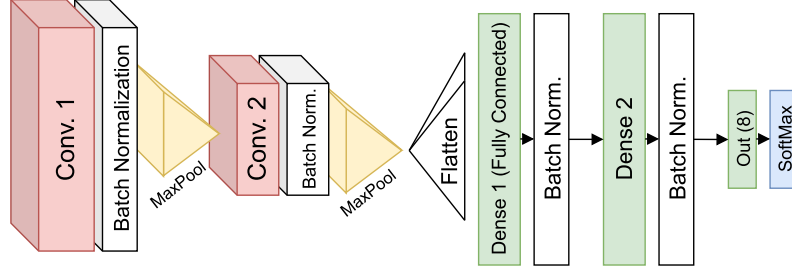 Conv. 1
Batch Normalization
MaxPool
Conv. 2
Batch Norm.
MaxPool
Flatten
Dense 1 (Fully Connected)
Batch Norm.
Dense 2
Batch Norm.
Out (8)
SoftMax